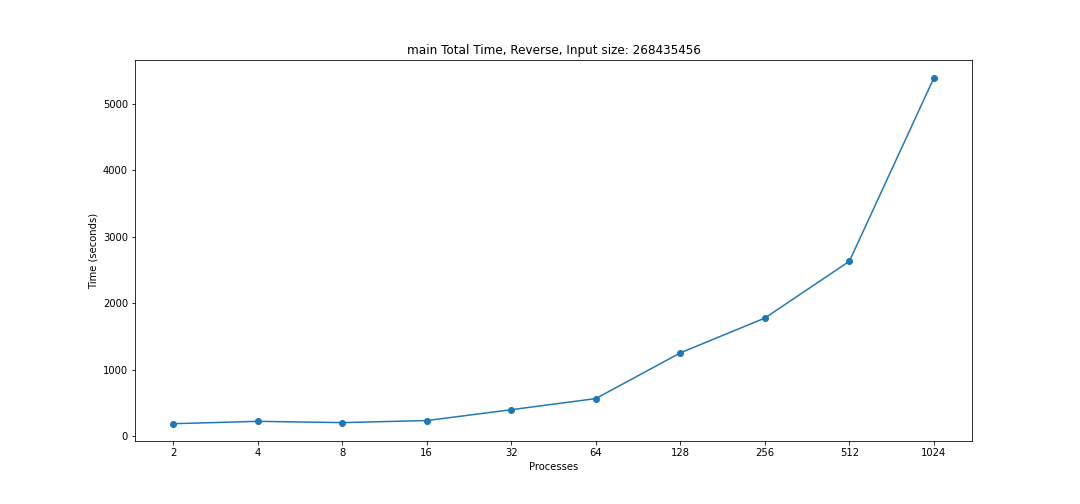 main Total Time, Reverse, Input size: 268435456
5000
4000
3000
2000
1000
0
Time (seconds)
2 4 8 16 32 64 128 256 512 1024
Processes